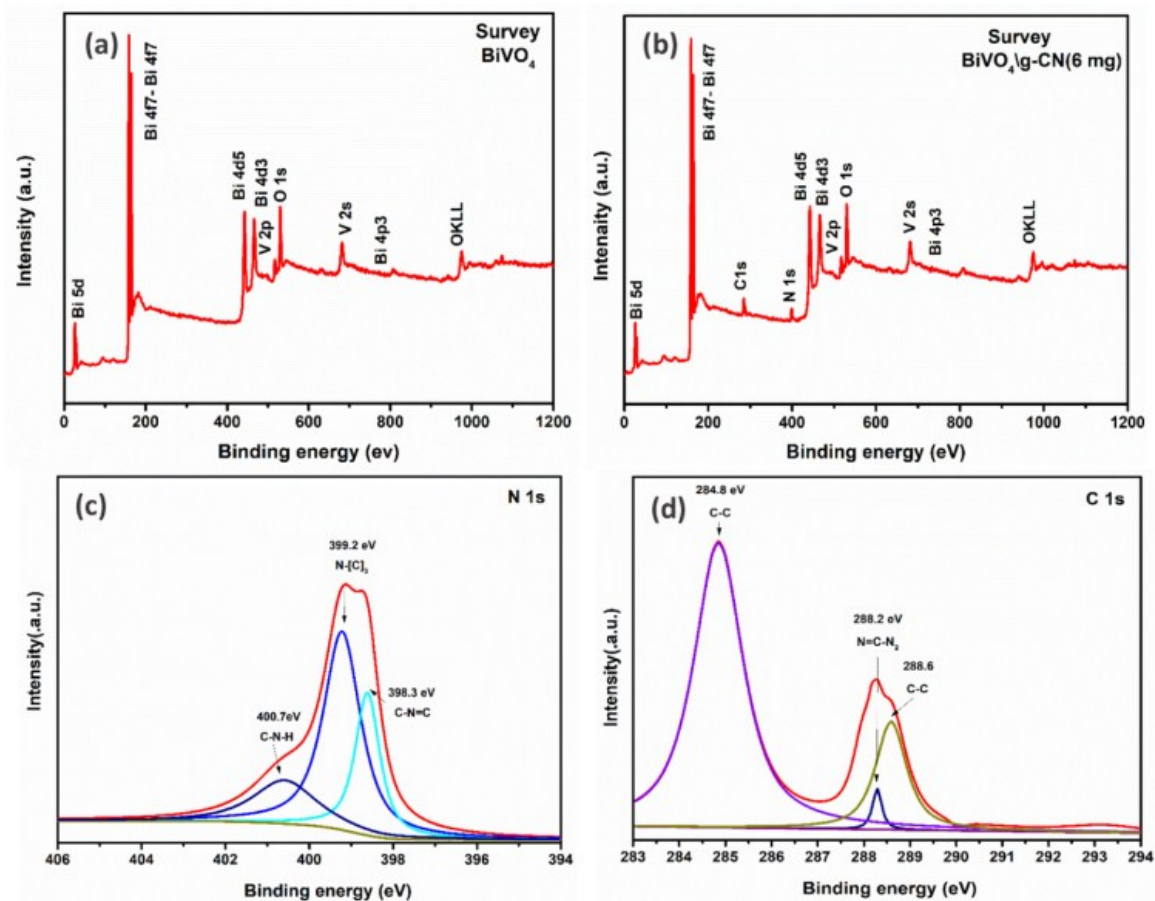 (a)
Survey
BiVO₄
Bi 4f7- Bi 4f7
Bi 5d
Bi 4d5
Bi 4d3
V 2p
O 1s
V 2s
Bi 4p3
OKLL
Intensity (a.u.)
0 200 400 600 800 1000 1200
Binding energy (ev)
(b)
Survey
BiVO₄\g-CN(6 mg)
Bi 4f7- Bi 4f7
Bi 5d
C1s
N 1s
Bi 4d5
Bi 4d3
V 2p
O 1s
V 2s
Bi 4p3
OKLL
Intenaity (a.u.)
0 200 400 600 800 1000 1200
Binding energy (eV)
(c)
N 1s
399.2 eV
N-[C]₃
398.3 eV
C-N=C
400.7eV
C-N-H
Intensity(.a.u.)
406 404 402 400 398 396 394
Binding energy (eV)
(d)
C 1s
284.8 eV
C-C
288.2 eV
N=C-N₂
288.6
C-C
Intensity(.a.u.)
283 284 285 286 287 288 289 290 291 292 293 294
Binding energy (eV)